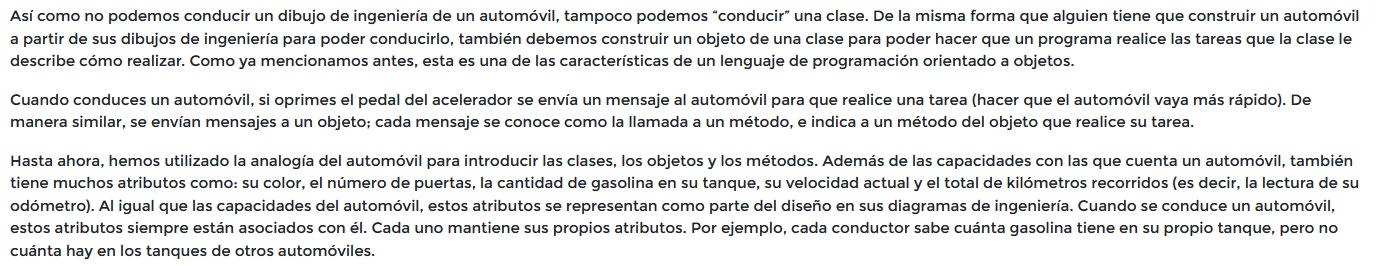 Así como no podemos conducir un dibujo de ingeniería de un automóvil, tampoco podemos “conducir” una clase. De la misma forma que alguien tiene que construir un automóvil
a partir de sus dibujos de ingeniería para poder conducirlo, también debemos construir un objeto de una clase para poder hacer que un programa realice las tareas que la clase le
describe cómo realizar. Como ya mencionamos antes, esta es una de las características de un lenguaje de programación orientado a objetos.
Cuando conduces un automóvil, si oprimes el pedal del acelerador se envía un mensaje al automóvil para que realice una tarea (hacer que el automóvil vaya más rápido). De
manera similar, se envían mensajes a un objeto; cada mensaje se conoce como la llamada a un método, e indica a un método del objeto que realice su tarea.
Hasta ahora, hemos utilizado la analogía del automóvil para introducir las clases, los objetos y los métodos. Además de las capacidades con las que cuenta un automóvil, también
tiene muchos atributos como: su color, el número de puertas, la cantidad de gasolina en su tanque, su velocidad actual y el total de kilómetros recorridos (es decir, la lectura de su
odómetro). Al igual que las capacidades del automóvil, estos atributos se representan como parte del diseño en sus diagramas de ingeniería. Cuando se conduce un automóvil,
estos atributos siempre están asociados con él. Cada uno mantiene sus propios atributos. Por ejemplo, cada conductor sabe cuánta gasolina tiene en su propio tanque, pero no
cuánta hay en los tanques de otros automóviles.